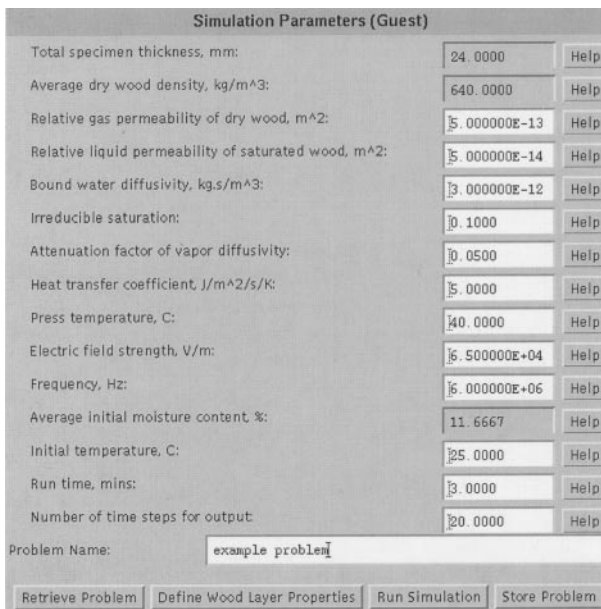 Simulation Parameters (Guest)
Total specimen thickness, mm: 24.0000 Help
Average dry wood density, kg/m^3: 640.0000 Help
Relative gas permeability of dry wood, m^2: 5.000000E-13 Help
Relative liquid permeability of saturated wood, m^2: 5.000000E-14 Help
Bound water diffusivity, kg.s/m^3: 3.000000E-12 Help
Irreducible saturation: 0.1000 Help
Attenuation factor of vapor diffusivity: 0.0500 Help
Heat transfer coefficient, J/m^2/s/K: 5.0000 Help
Press temperature, C: 40.0000 Help
Electric field strength, V/m: 6.500000E+04 Help
Frequency, Hz: 6.000000E+06 Help
Average initial moisture content, %: 11.6667 Help
Initial temperature, C: 25.0000 Help
Run time, mins: 3.0000 Help
Number of time steps for output: 20.0000 Help
Problem Name: example problem
Retrieve Problem Define Wood Layer Properties Run Simulation Store Problem